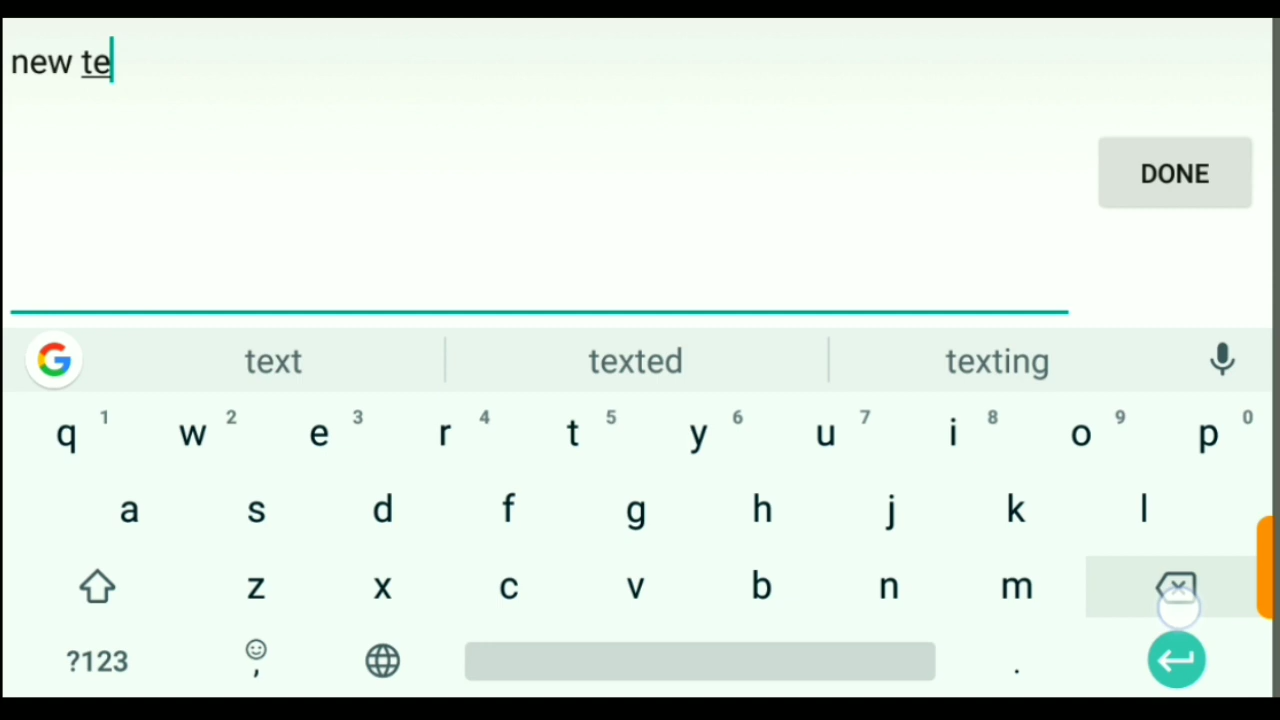 new te
DONE
text texted texting
q 1 w 2 e 3 r 4 t 5 y 6 u 7 i 8 o 9 p 0
a s d f g h j k l
z x c v b n m
?123 , .